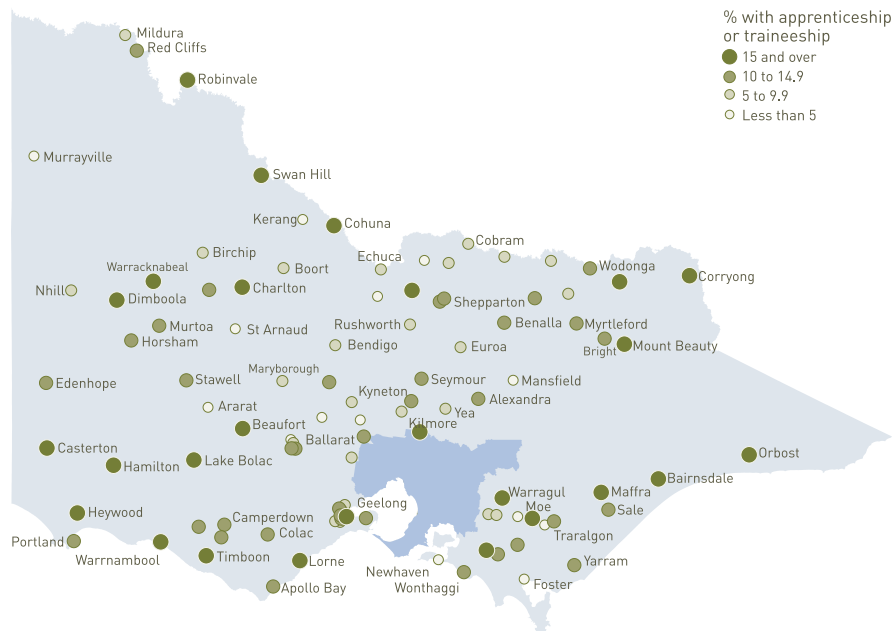 % with apprenticeship
or traineeship
15 and over
10 to 14.9
5 to 9.9
Less than 5
Mildura
Red Cliffs
Robinvale
Murrayville
Swan Hill
Kerang
Cohuna
Cobram
Birchip
Echuca
Boort
Wodonga
Warracknabeal
Corryong
Nhill
Charlton
Dimboola
Shepparton
Murtoa
St Arnaud
Rushworth
Benalla
Myrtleford
Horsham
Bendigo
Euroa
Bright
Mount Beauty
Maryborough
Edenhope
Stawell
Seymour
Mansfield
Kyneton
Alexandra
Ararat
Yea
Beaufort
Kilmore
Ballarat
Casterton
Orbost
Hamilton
Lake Bolac
Bairnsdale
Warragul
Maffra
Heywood
Geelong
Moe
Sale
Camperdown
Colac
Traralgon
Portland
Warrnambool
Timboon
Lorne
Yarram
Newhaven
Wonthaggi
Foster
Apollo Bay